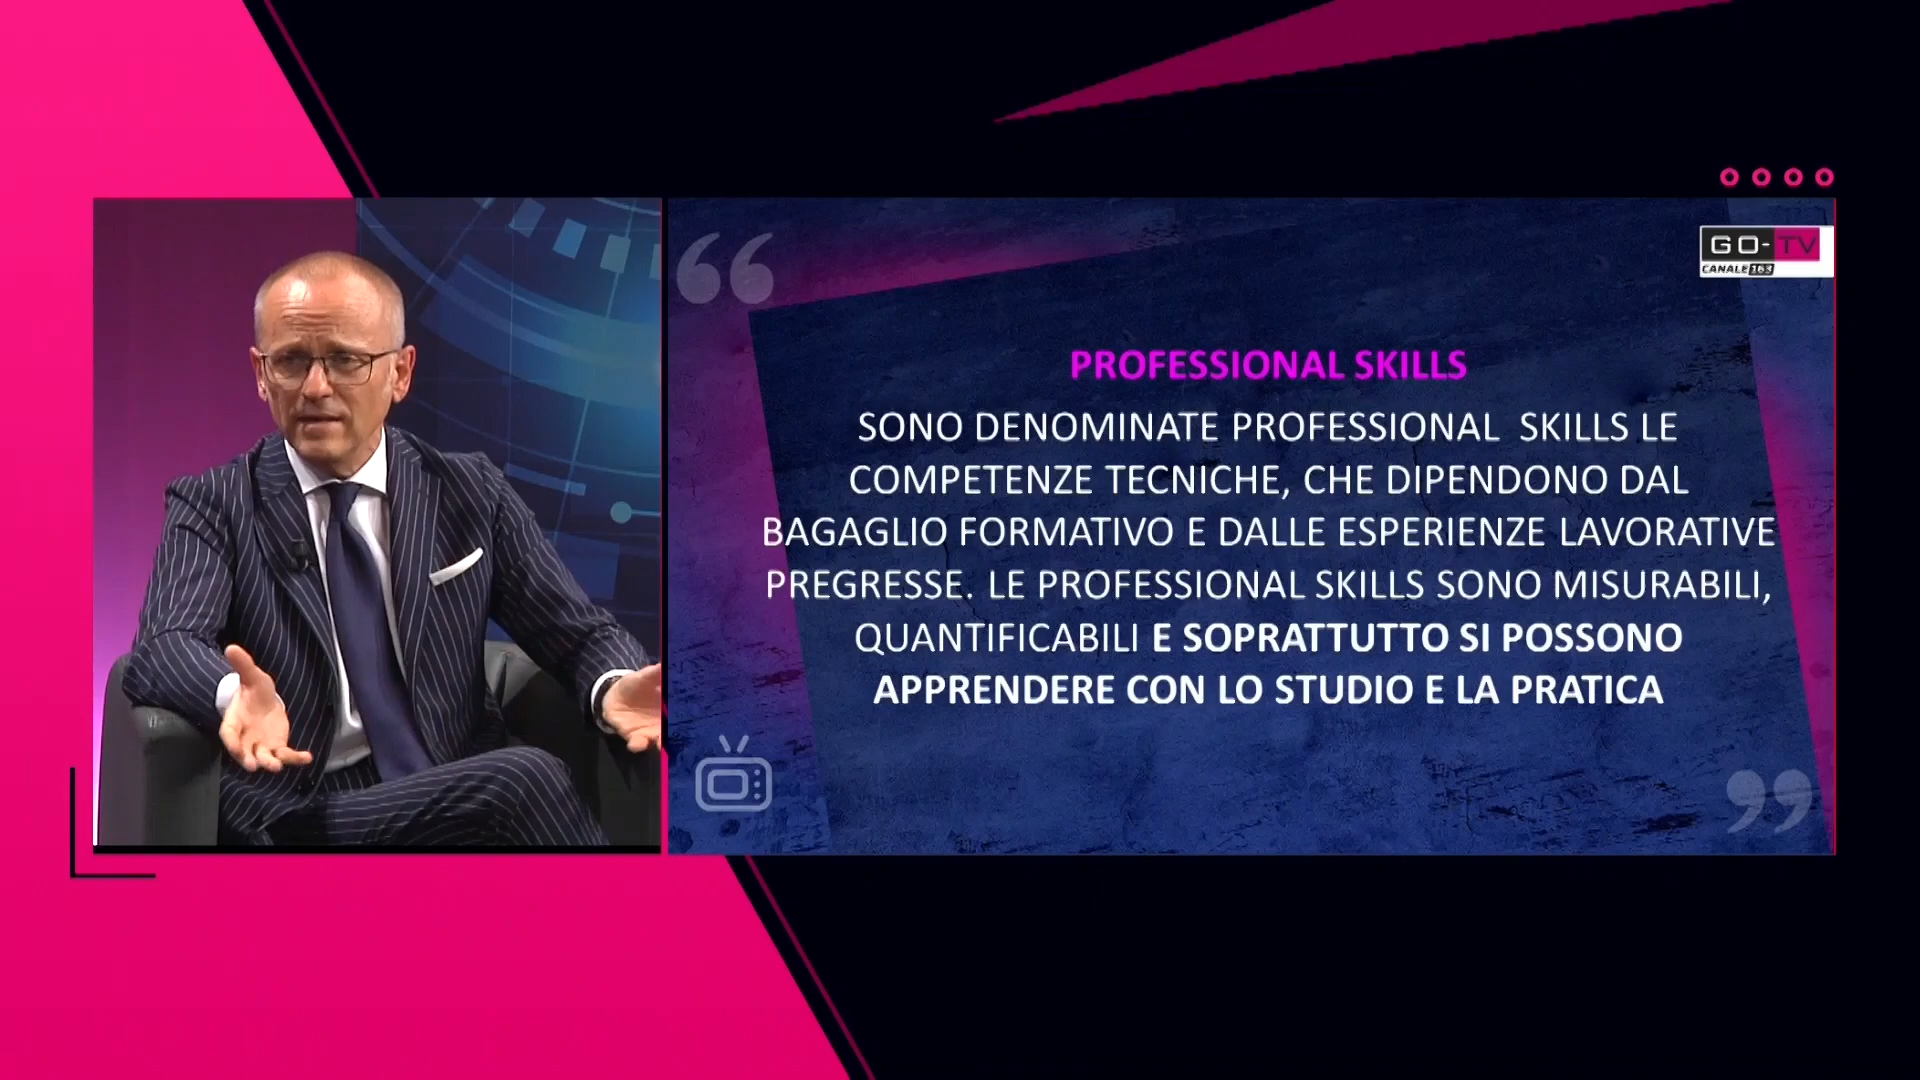 GO-TV
CANALE 163
PROFESSIONAL SKILLS
SONO DENOMINATE PROFESSIONAL SKILLS LE
COMPETENZE TECNICHE, CHE DIPENDONO DAL
BAGAGLIO FORMATIVO E DALLE ESPERIENZE LAVORATIVE
PREGRESSE. LE PROFESSIONAL SKILLS SONO MISURABILI,
QUANTIFICABILI E SOPRATTUTTO SI POSSONO
APPRENDERE CON LO STUDIO E LA PRATICA